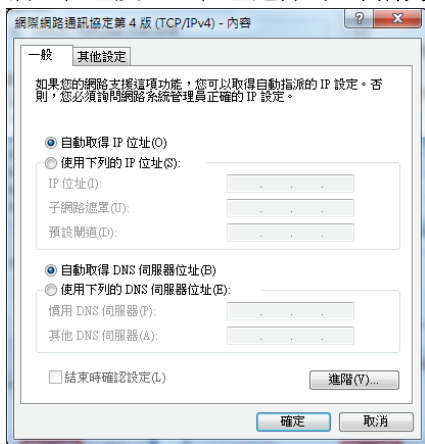 網際網路通訊協定第 4 版 (TCP/IPv4) - 內容
一般 其他設定
如果您的網路支援這項功能，您可以取得自動指派的 IP 設定。否
則，您必須詢問網路系統管理員正確的 IP 設定。
自動取得 IP 位址(O)
使用下列的 IP 位址(S):
IP 位址(I):
子網路遮罩(U):
預設閘道(D):
自動取得 DNS 伺服器位址(B)
使用下列的 DNS 伺服器位址(E):
慣用 DNS 伺服器(P):
其他 DNS 伺服器(A):
結束時確認設定(L)
進階(V)...
確定 取消